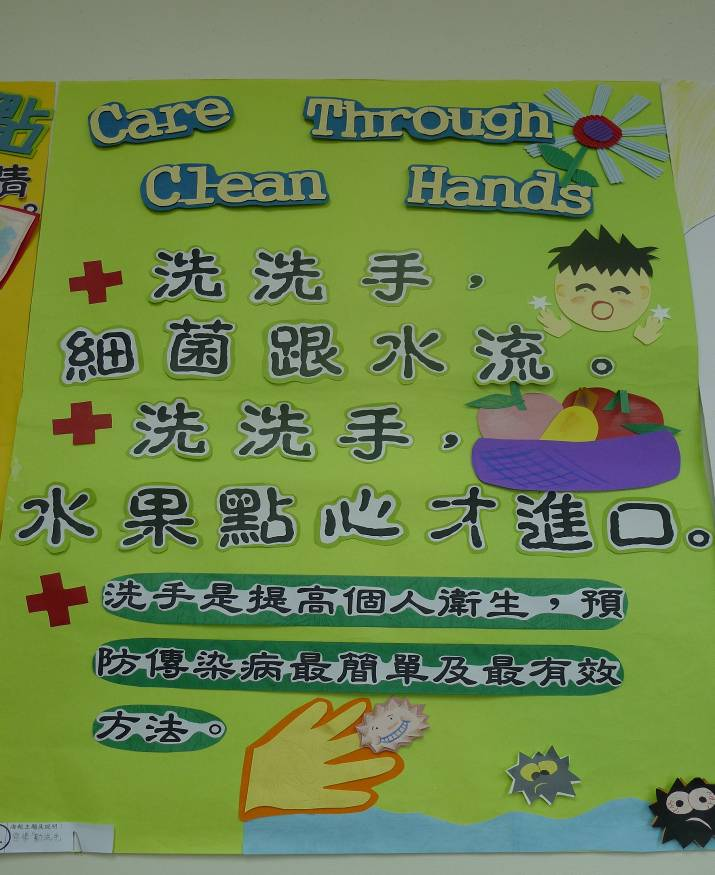 Care Through
Clean Hands
洗洗手，
細菌跟水流。
洗洗手，
水果點心才進口。
洗手是提高個人衛生，預
防傳染病最簡單及最有效
方法。
點
情
。